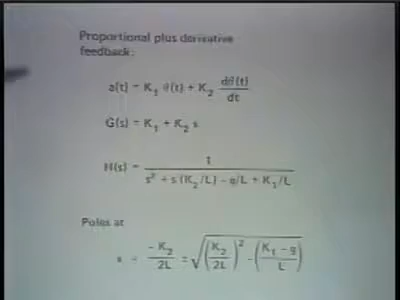 Proportional plus derivative
feedback:
a(t) = K₁ θ(t) + K₂ dθ(t)/dt
G(s) = K₁ + K₂ s
H(s) = 1/(s² + s(K₂/L) - g/L + K₁/L)
Poles at
s = -K₂/2L ± √((K₂/2L)² - (K₁ - g/L))